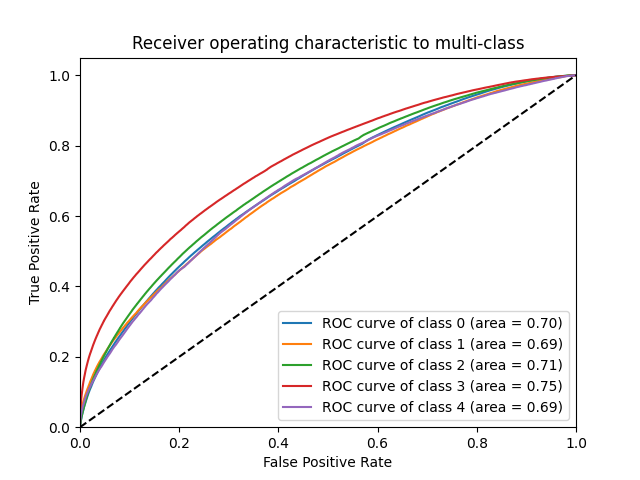 Receiver operating characteristic to multi-class
1.0
0.8
0.6
0.4
0.2
0.0
True Positive Rate
0.0 0.2 0.4 0.6 0.8 1.0
False Positive Rate
ROC curve of class 0 (area = 0.70)
ROC curve of class 1 (area = 0.69)
ROC curve of class 2 (area = 0.71)
ROC curve of class 3 (area = 0.75)
ROC curve of class 4 (area = 0.69)